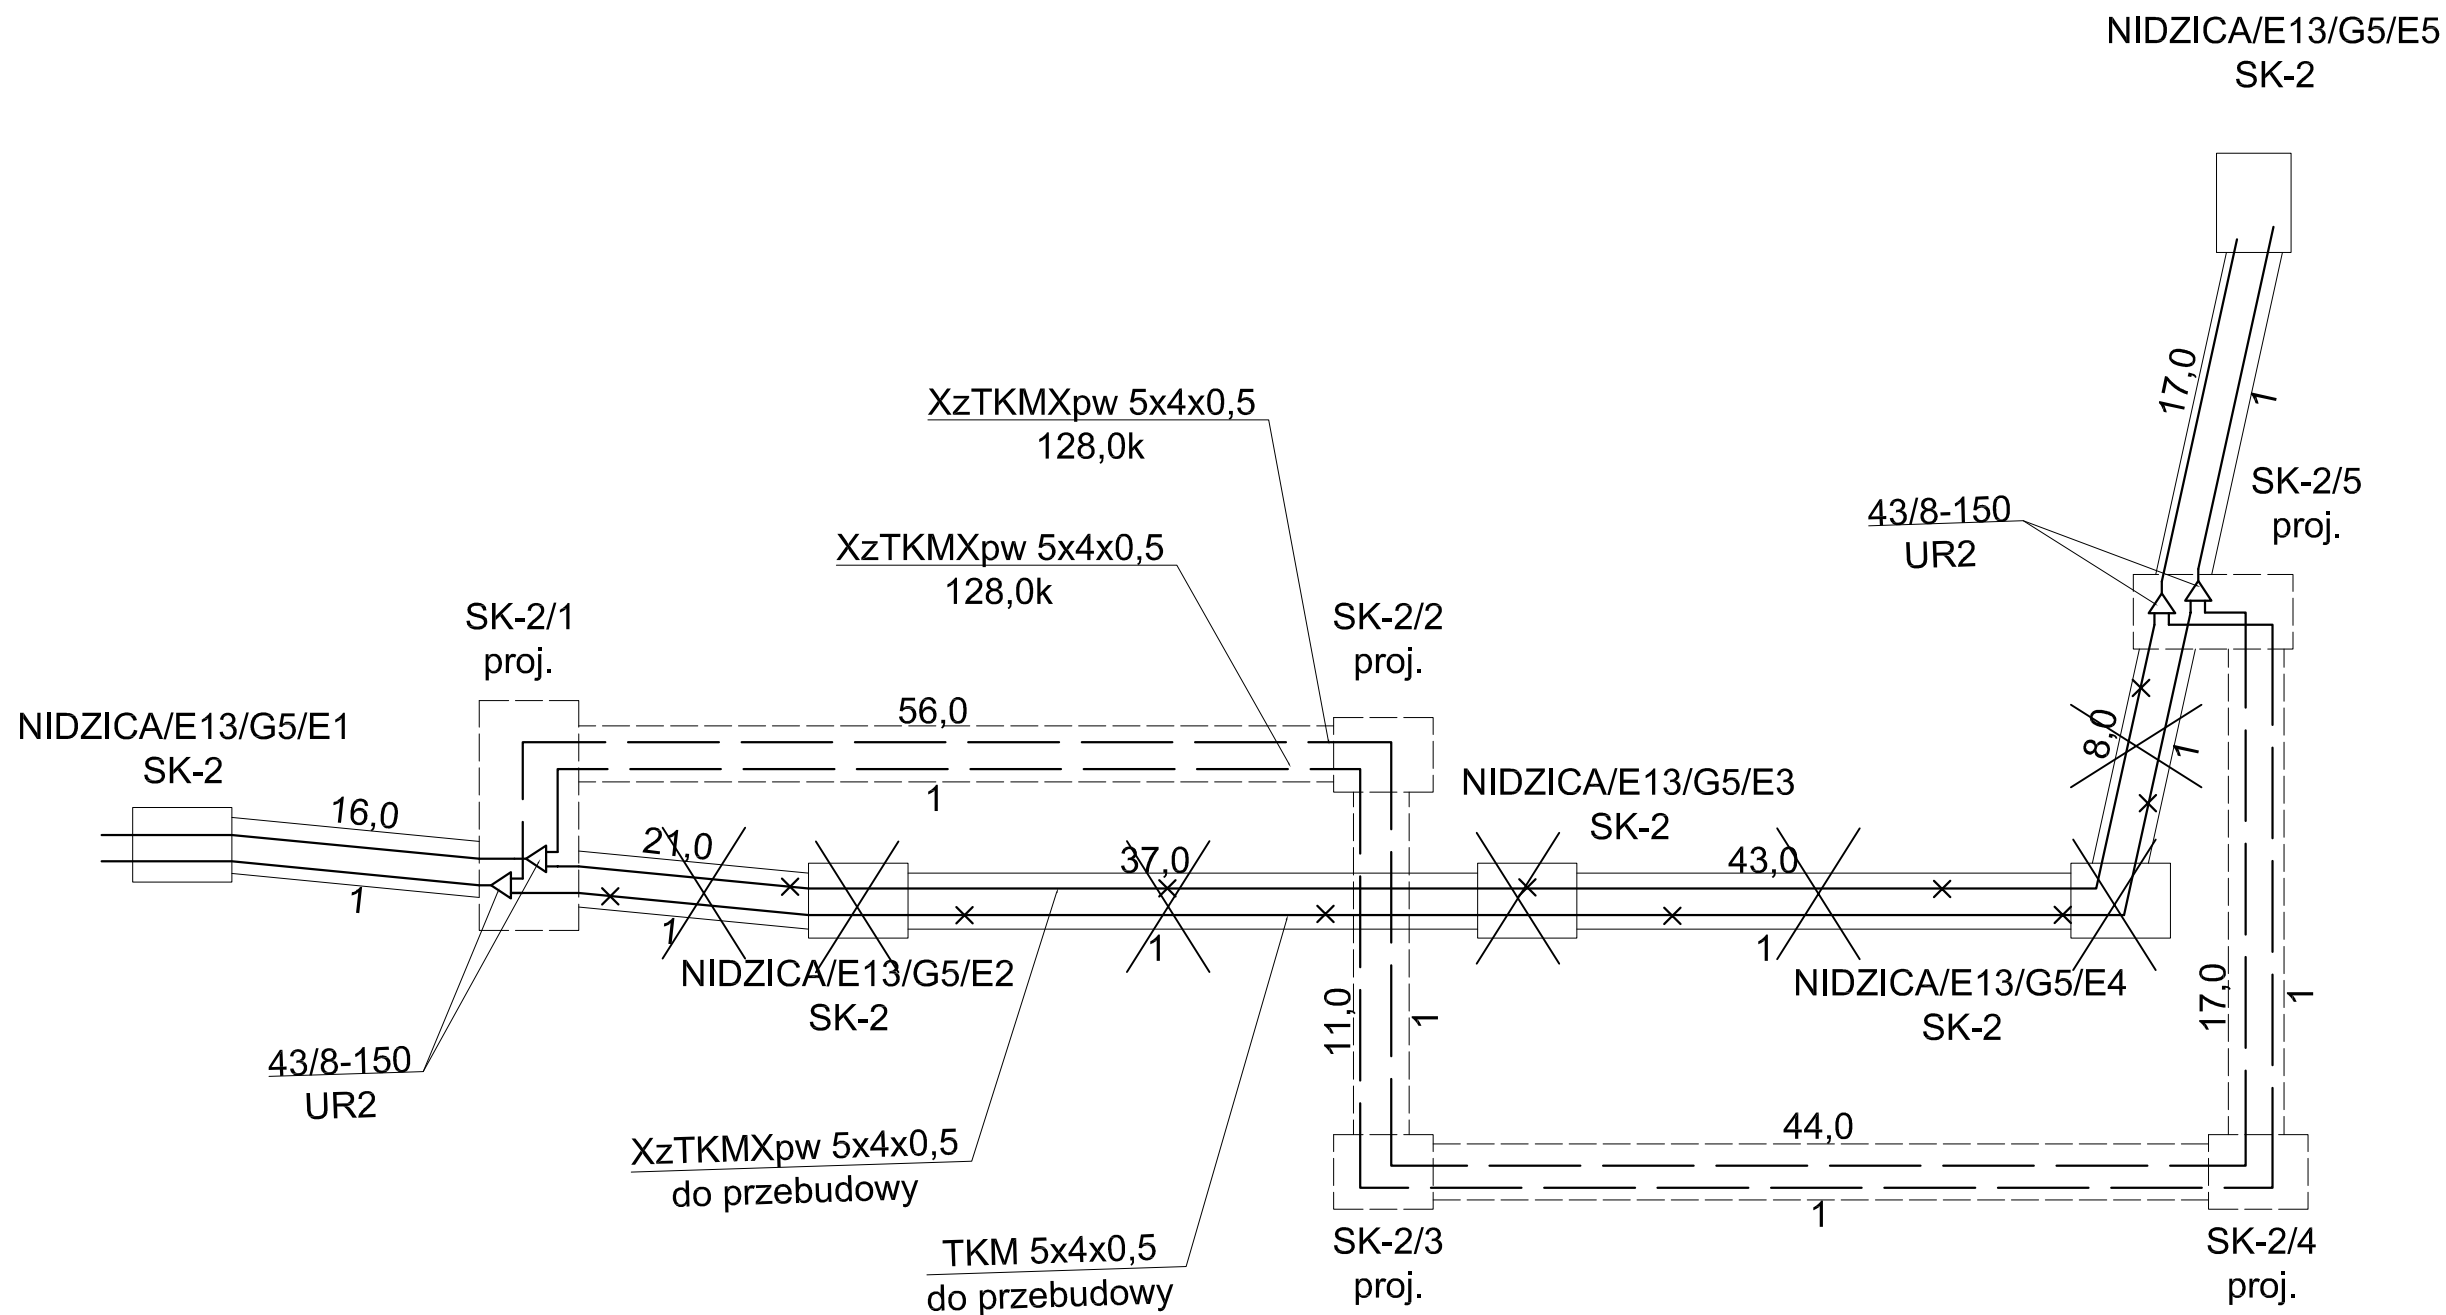 NIDZICA/E13/G5/E5
SK-2
17,0
1
XzTKMXpw 5x4x0,5
128,0k
SK-2/5
proj.
43/8-150
UR2
XzTKMXpw 5x4x0,5
128,0k
SK-2/1
proj.
SK-2/2
proj.
56,0
1
NIDZICA/E13/G5/E1
SK-2
16,0
1
8,0
1
NIDZICA/E13/G5/E3
SK-2
21,0
1
37,0
1
43,0
1
NIDZICA/E13/G5/E2
SK-2
NIDZICA/E13/G5/E4
SK-2
11,0
1
17,0
1
43/8-150
UR2
XzTKMXpw 5x4x0,5
do przebudowy
44,0
1
TKM 5x4x0,5
do przebudowy
SK-2/3
proj.
SK-2/4
proj.